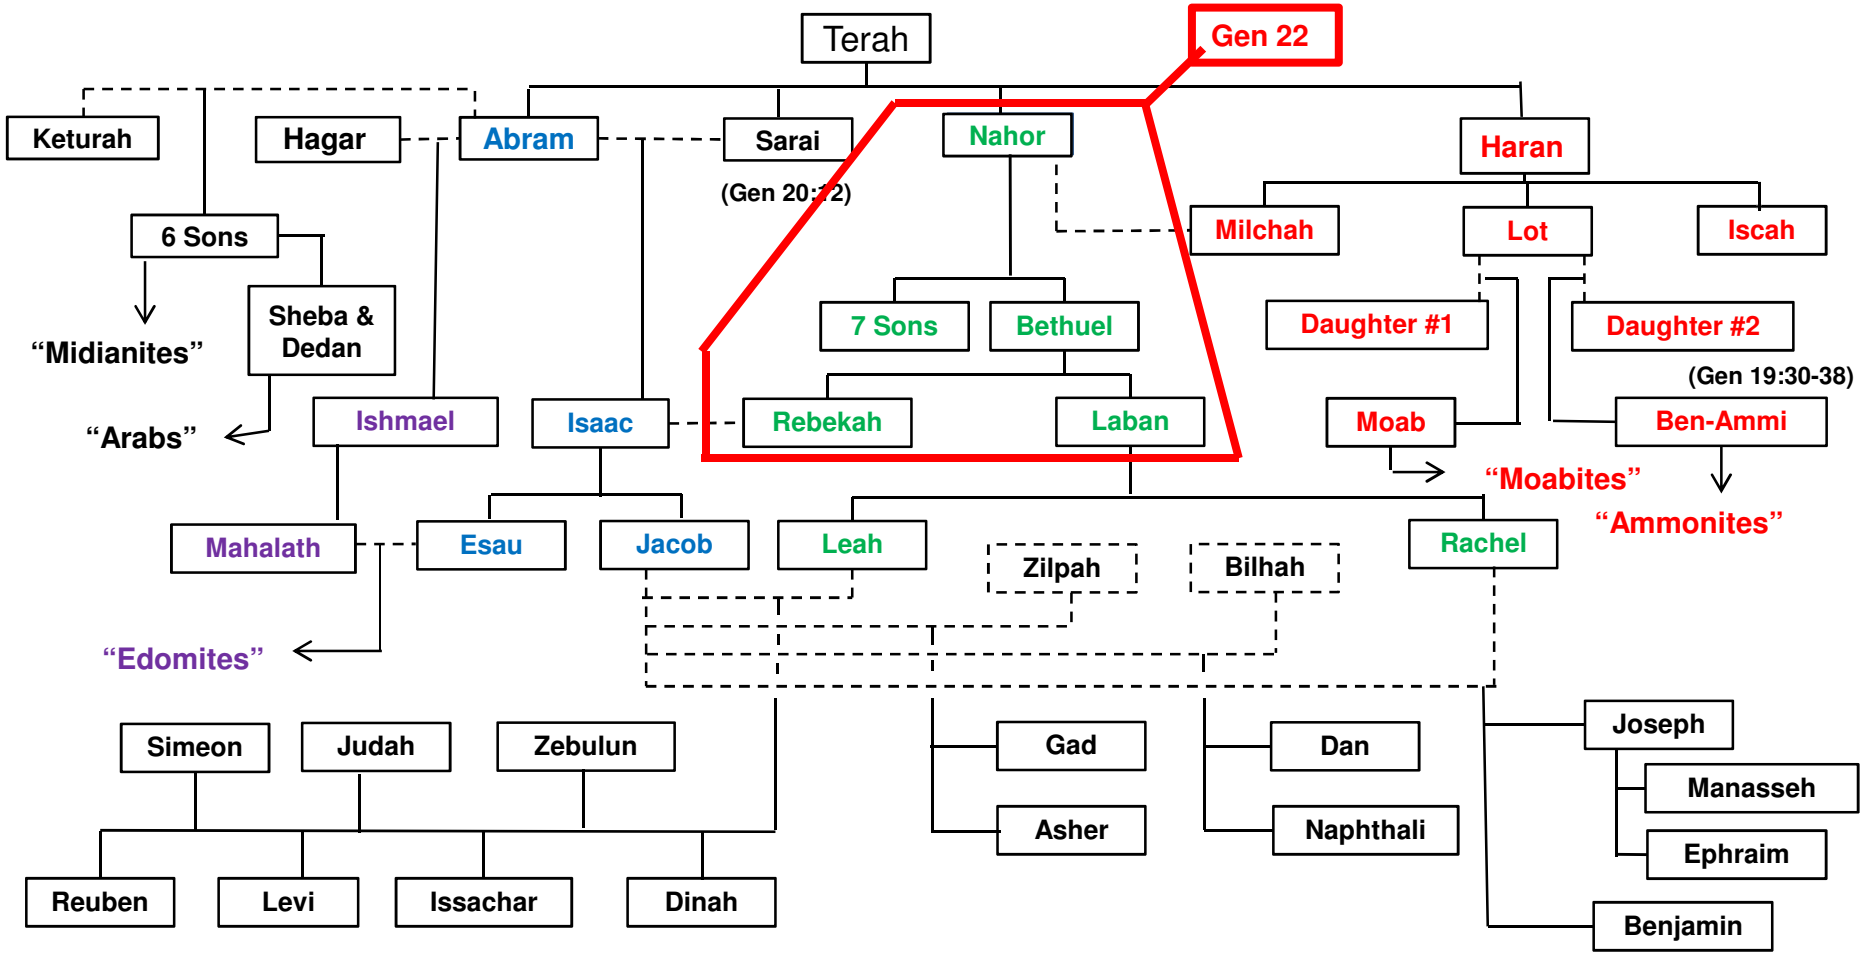 Terah
Gen 22
Keturah
Hagar
Abram
Sarai
Nahor
Haran
(Gen 20:12)
6 Sons
Milchah
Lot
Iscah
Sheba &
Dedan
7 Sons
Bethuel
Daughter #1
Daughter #2
“Midianites”
(Gen 19:30-38)
“Arabs”
Ishmael
Isaac
Rebekah
Laban
Moab
Ben-Ammi
“Moabites”
“Ammonites”
Mahalath
Esau
Jacob
Leah
Zilpah
Bilhah
Rachel
“Edomites”
Simeon
Judah
Zebulun
Gad
Dan
Joseph
Manasseh
Asher
Naphthali
Ephraim
Reuben
Levi
Issachar
Dinah
Benjamin